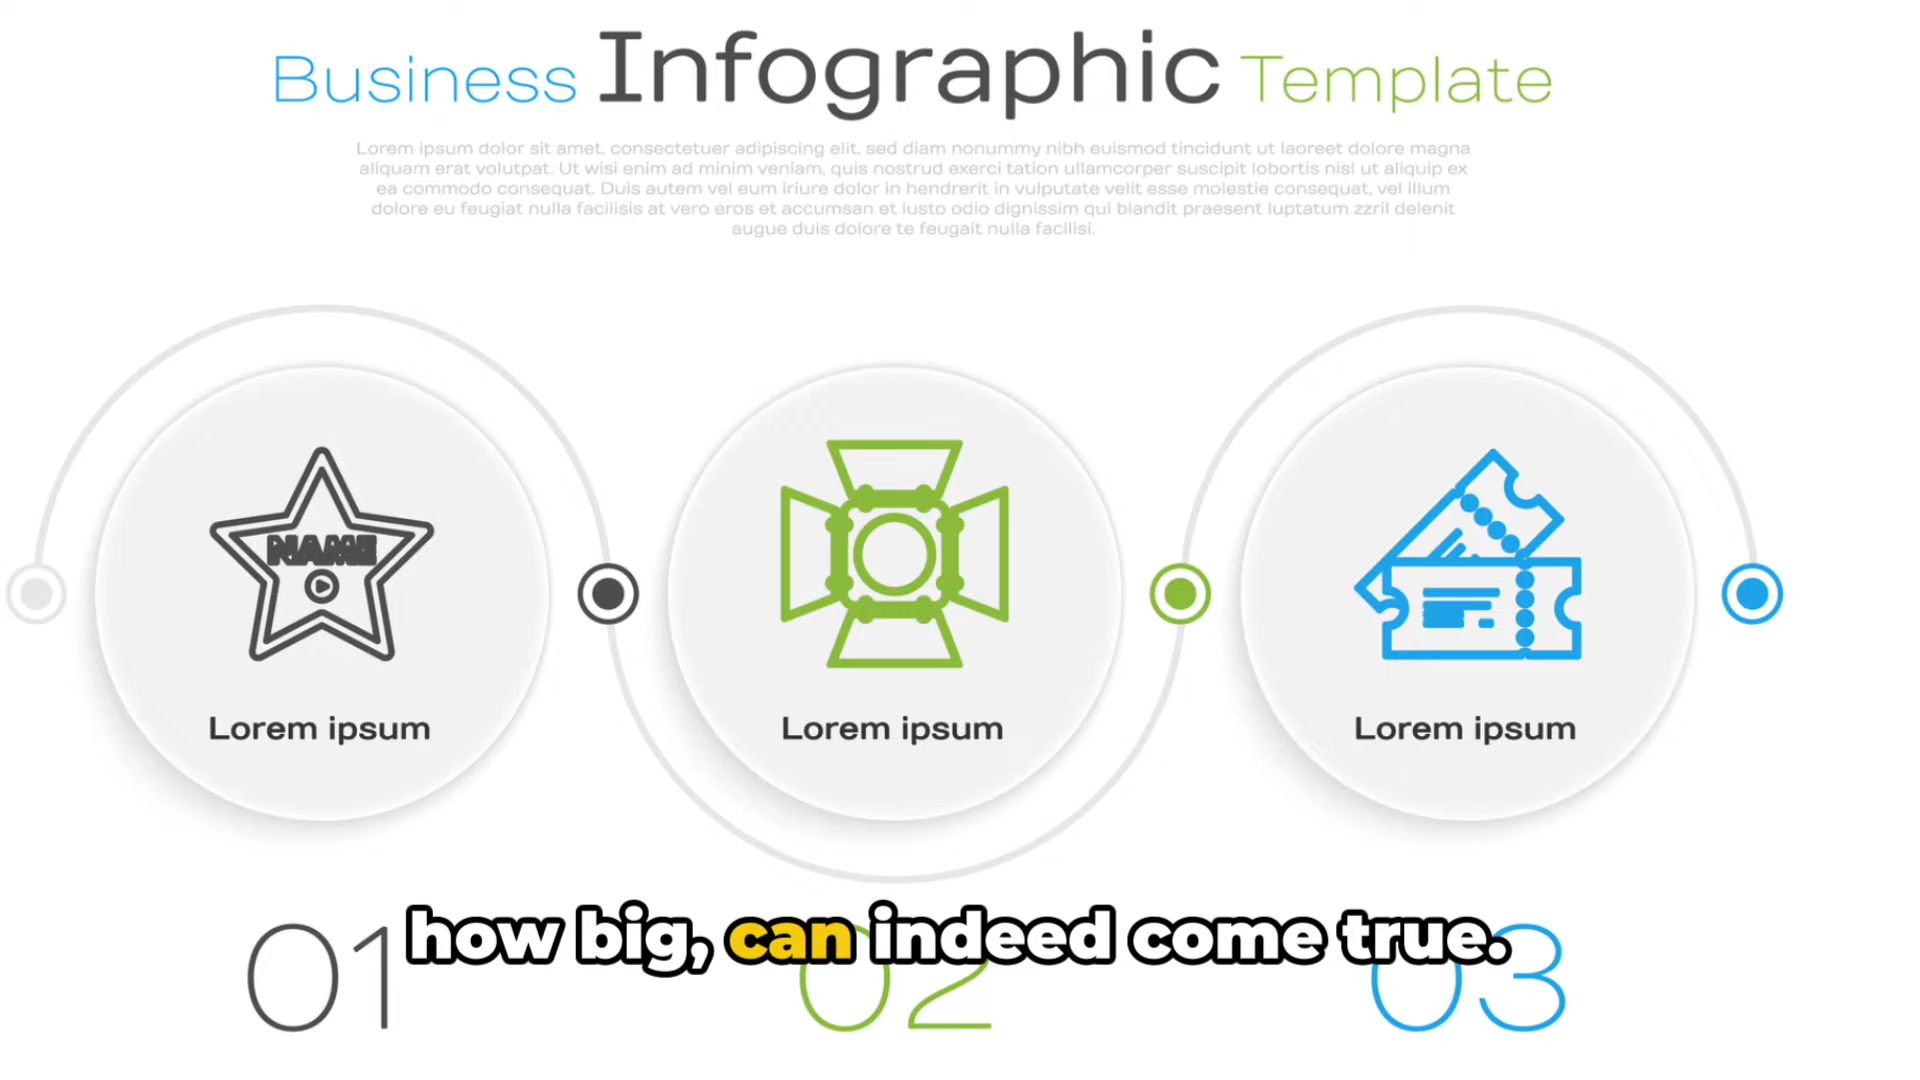 Business Infographic Template
Lorem ipsum dolor sit amet, consectetuer adipiscing elit, sed diam nonummy nibh euismod tincidunt ut laoreet dolore magna
aliquam erat volutpat. Ut wisi enim ad minim veniam, quis nostrud exerci tation ullamcorper suscipit lobortis nisl ut aliquip ex
ea commodo consequat. Duis autem vel eum iriure dolor in hendrerit in vulputate velit esse molestie consequat, vel illum
dolore eu feugiat nulla facilisis at vero eros et accumsan et iusto odio dignissim qui blandit praesent luptatum zzril delenit
augue duis dolore te feugait nulla facilisi.
NAME
Lorem ipsum
Lorem ipsum
Lorem ipsum
how big, can indeed come true.
01
02
03